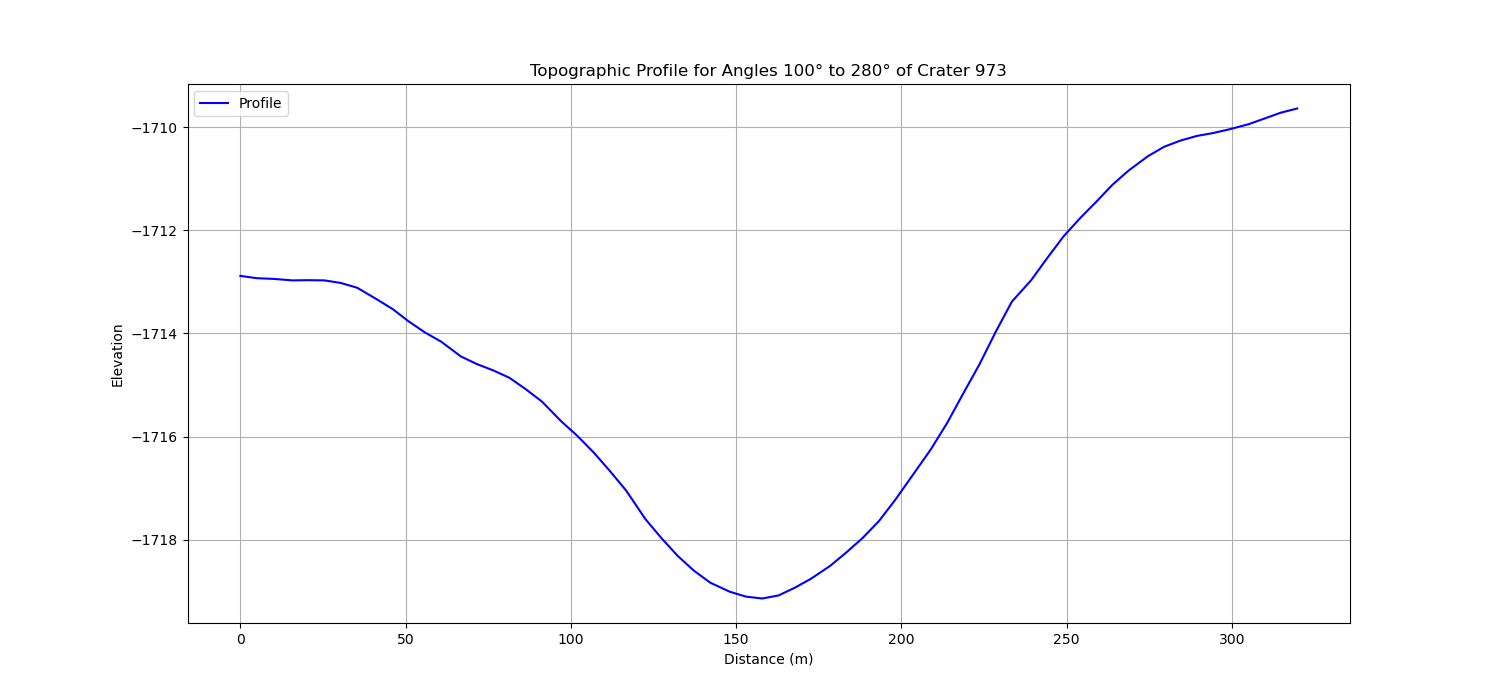 Topographic Profile for Angles 100° to 280° of Crater 973
Profile
−1710
−1712
−1714
−1716
−1718
Elevation
0 50 100 150 200 250 300
Distance (m)